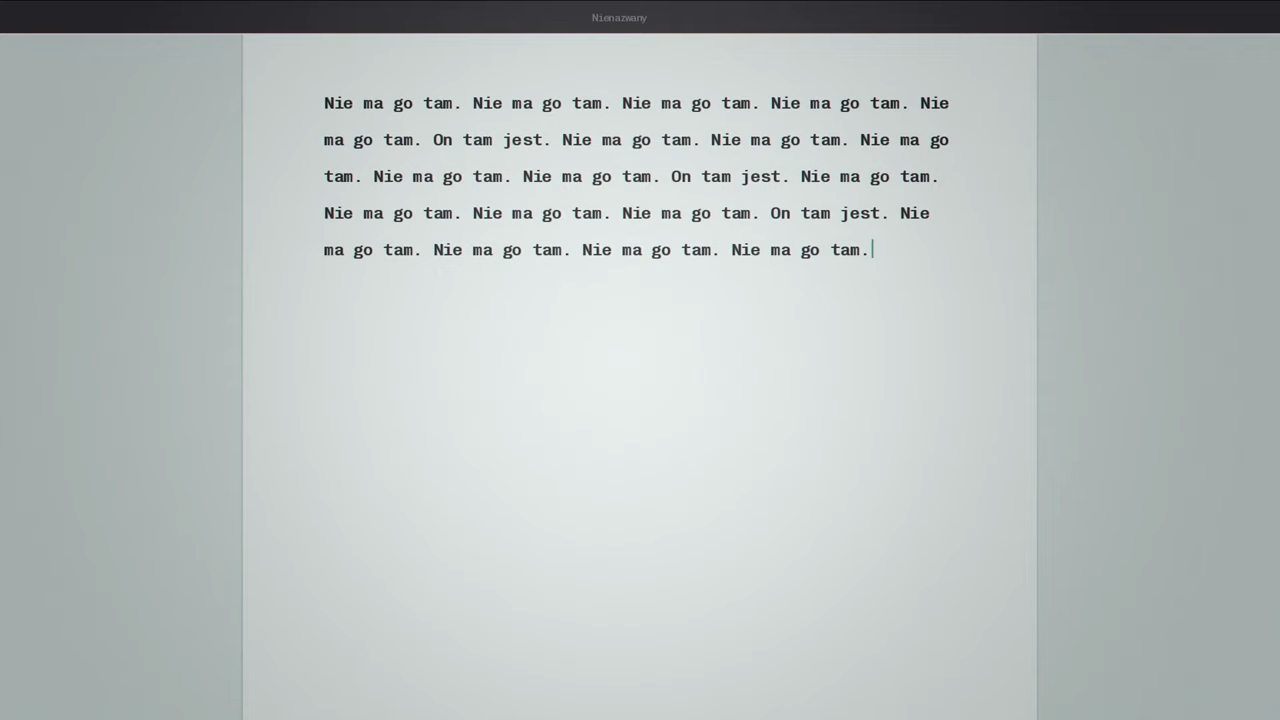 Nienazwany
Nie ma go tam. Nie ma go tam. Nie ma go tam. Nie ma go tam. Nie
ma go tam. On tam jest. Nie ma go tam. Nie ma go tam. Nie ma go
tam. Nie ma go tam. Nie ma go tam. On tam jest. Nie ma go tam.
Nie ma go tam. Nie ma go tam. Nie ma go tam. On tam jest. Nie
ma go tam. Nie ma go tam. Nie ma go tam. Nie ma go tam.